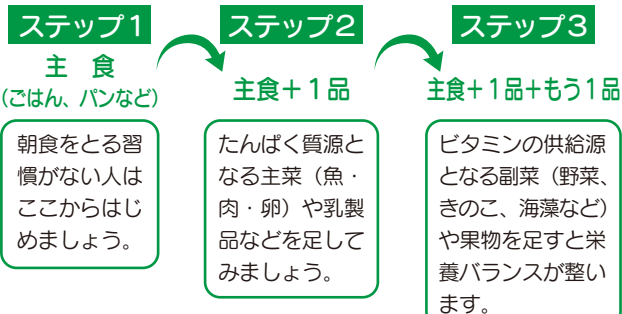 ステップ1
主 食
(ごはん、パンなど)
朝食をとる習
慣がない人は
ここからはじ
めましょう。
ステップ2
主食+1品
たんぱく質源と
なる主菜(魚・
肉・卵)や乳製
品などを足して
みましょう。
ステップ3
主食+1品+もう1品
ビタミンの供給源
となる副菜(野菜、
きのこ、海藻など)
や果物を足すと栄
養バランスが整い
ます。